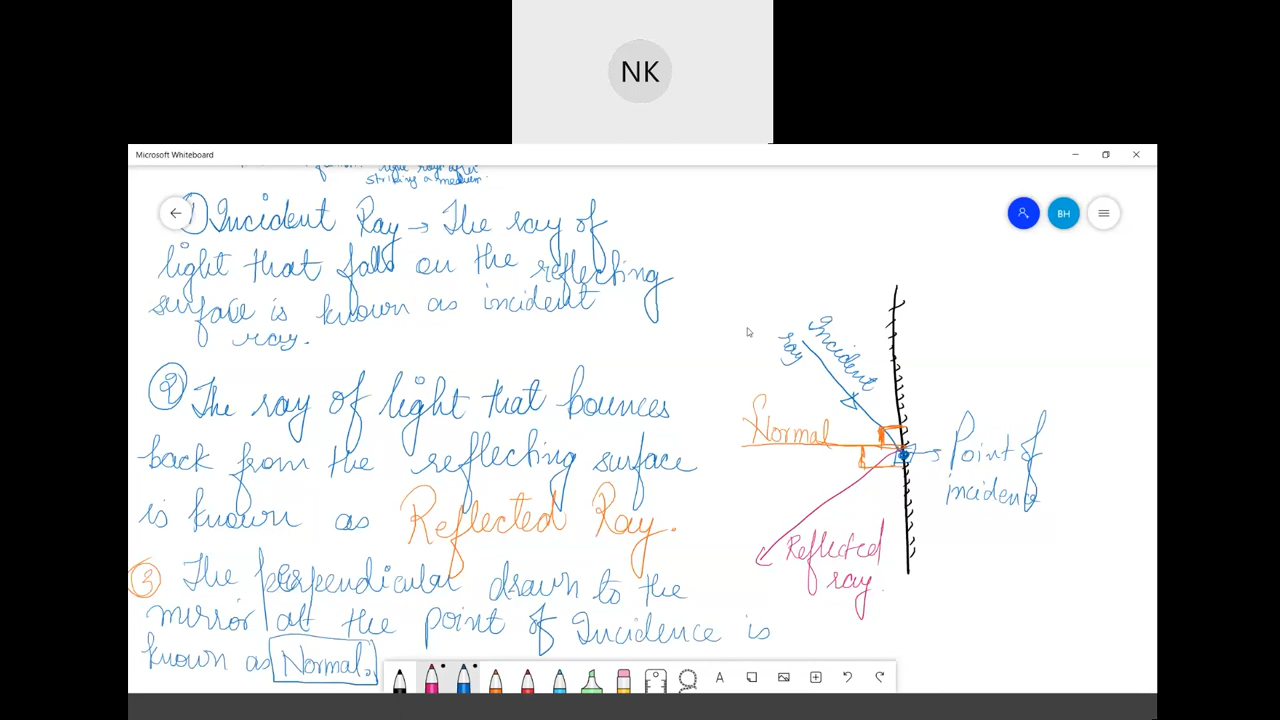 NK
Microsoft Whiteboard
light rays after
striking a medium.
BH
1) Incident Ray → The ray of
light that falls on the reflecting
surface is known as incident
ray.
2 The ray of light that bounces
back from the reflecting surface
is known as Reflected Ray.
3 The perpendicular drawn to the
mirror at the point of Incidence is
known as Normal.
Incident
ray
Normal
Point of
incidence
Reflected
ray
A